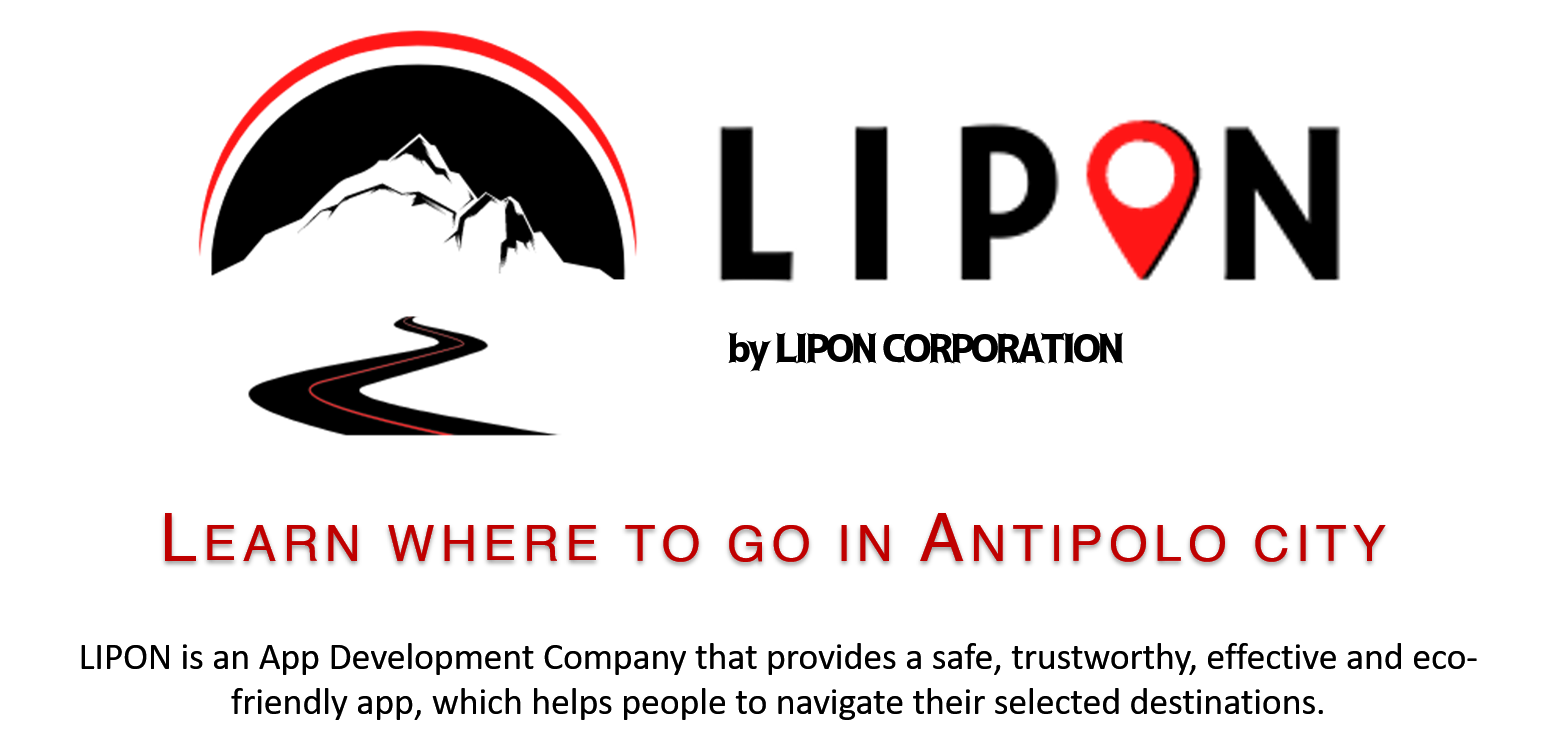 LIPON
by LIPON CORPORATION
LEARN WHERE TO GO IN ANTIPOLO CITY
LIPON is an App Development Company that provides a safe, trustworthy, effective and eco-
friendly app, which helps people to navigate their selected destinations.